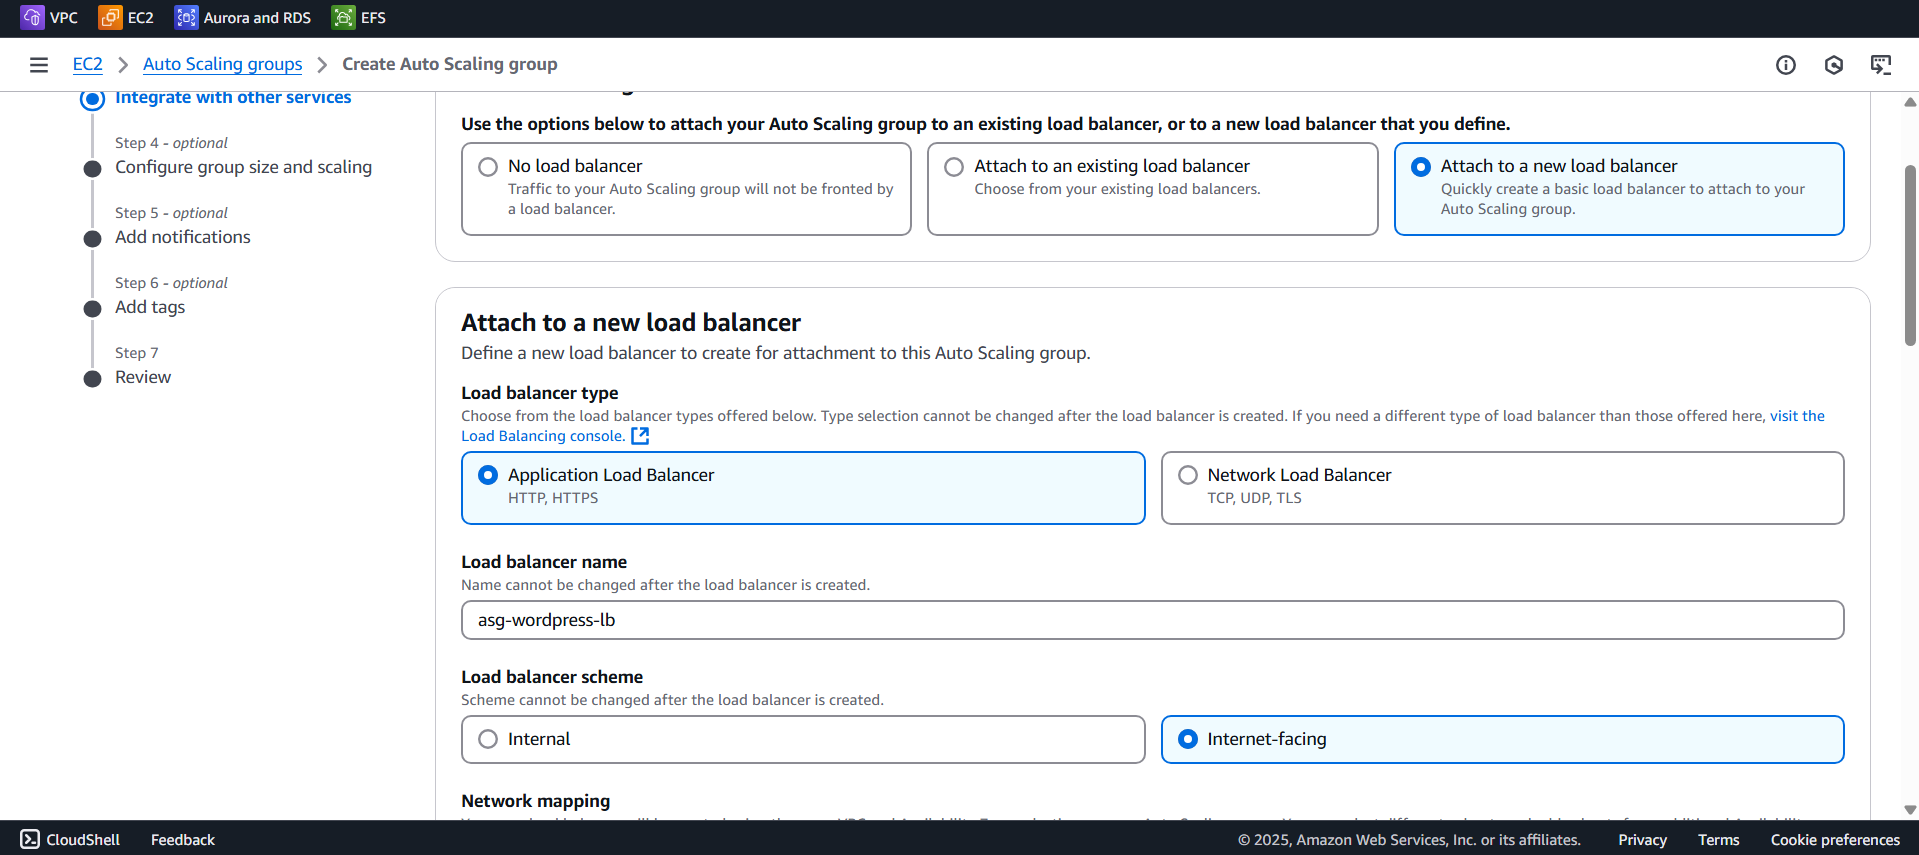 VPC EC2 Aurora and RDS EFS
EC2 Auto Scaling groups Create Auto Scaling group
Integrate with other services
Step 4 - optional
Configure group size and scaling
Step 5 - optional
Add notifications
Step 6 - optional
Add tags
Step 7
Review
Use the options below to attach your Auto Scaling group to an existing load balancer, or to a new load balancer that you define.
No load balancer
Traffic to your Auto Scaling group will not be fronted by
a load balancer.
Attach to an existing load balancer
Choose from your existing load balancers.
Attach to a new load balancer
Quickly create a basic load balancer to attach to your
Auto Scaling group.
Attach to a new load balancer
Define a new load balancer to create for attachment to this Auto Scaling group.
Load balancer type
Choose from the load balancer types offered below. Type selection cannot be changed after the load balancer is created. If you need a different type of load balancer than those offered here, visit the
Load Balancing console.
Application Load Balancer
HTTP, HTTPS
Network Load Balancer
TCP, UDP, TLS
Load balancer name
Name cannot be changed after the load balancer is created.
asg-wordpress-lb
Load balancer scheme
Scheme cannot be changed after the load balancer is created.
Internal
Internet-facing
Network mapping
CloudShell Feedback © 2025, Amazon Web Services, Inc. or its affiliates. Privacy Terms Cookie preferences